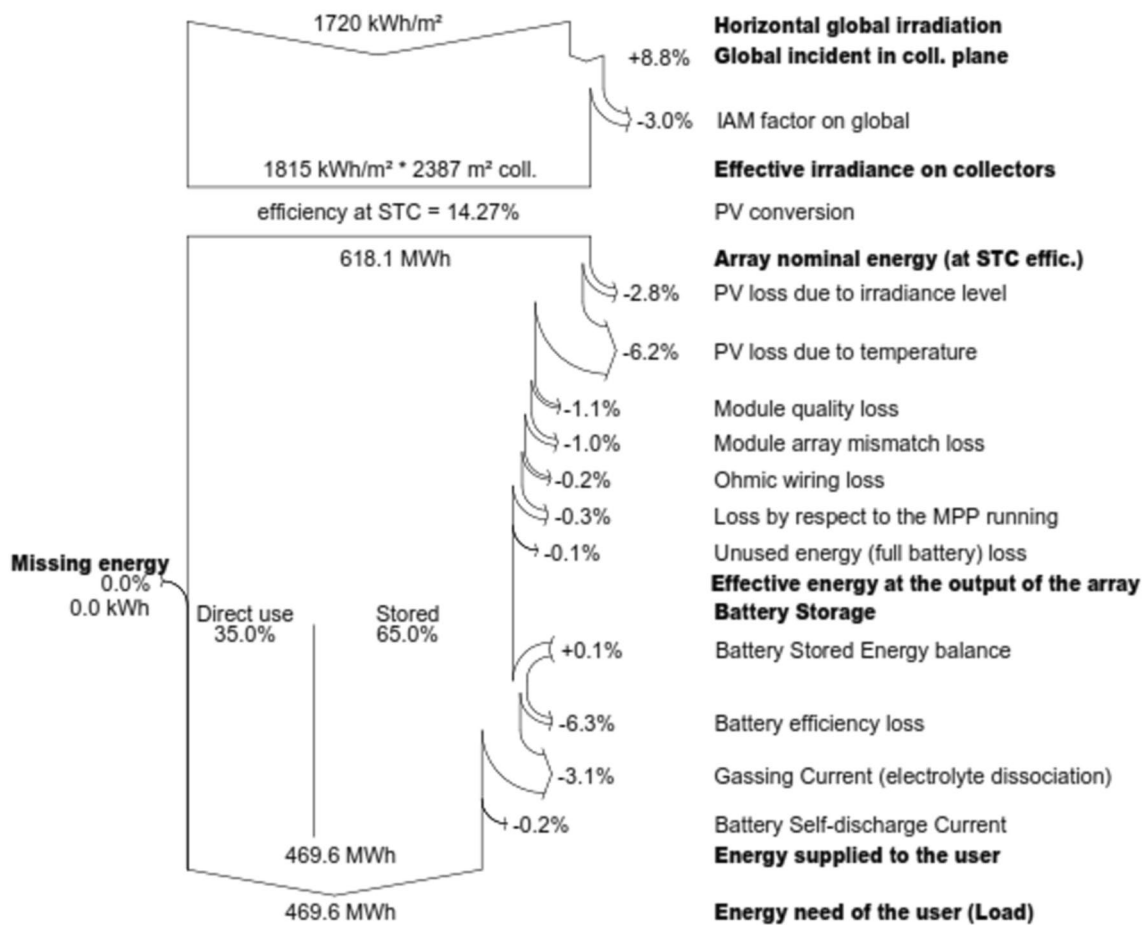 1720 kWh/m² Horizontal global irradiation
+8.8% Global incident in coll. plane
-3.0% IAM factor on global
1815 kWh/m² * 2387 m² coll. Effective irradiance on collectors
efficiency at STC = 14.27% PV conversion
618.1 MWh Array nominal energy (at STC effic.)
-2.8% PV loss due to irradiance level
-6.2% PV loss due to temperature
-1.1% Module quality loss
-1.0% Module array mismatch loss
-0.2% Ohmic wiring loss
-0.3% Loss by respect to the MPP running
-0.1% Unused energy (full battery) loss
Missing energy
0.0%
0.0 kWh
Effective energy at the output of the array
Direct use Stored Battery Storage
35.0% 65.0%
+0.1% Battery Stored Energy balance
-6.3% Battery efficiency loss
-3.1% Gassing Current (electrolyte dissociation)
-0.2% Battery Self-discharge Current
469.6 MWh Energy supplied to the user
469.6 MWh Energy need of the user (Load)